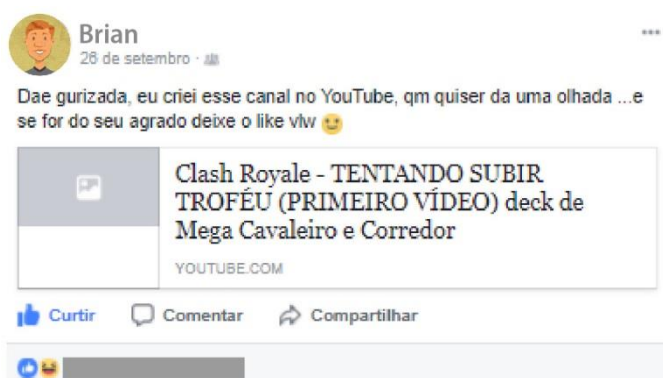 Brian
26 de setembro ·
Dae gurizada, eu criei esse canal no YouTube, qm quiser da uma olhada ...e
se for do seu agrado deixe o like vlw
Clash Royale - TENTANDO SUBIR
TROFÉU (PRIMEIRO VÍDEO) deck de
Mega Cavaleiro e Corredor
YOUTUBE.COM
Curtir Comentar Compartilhar